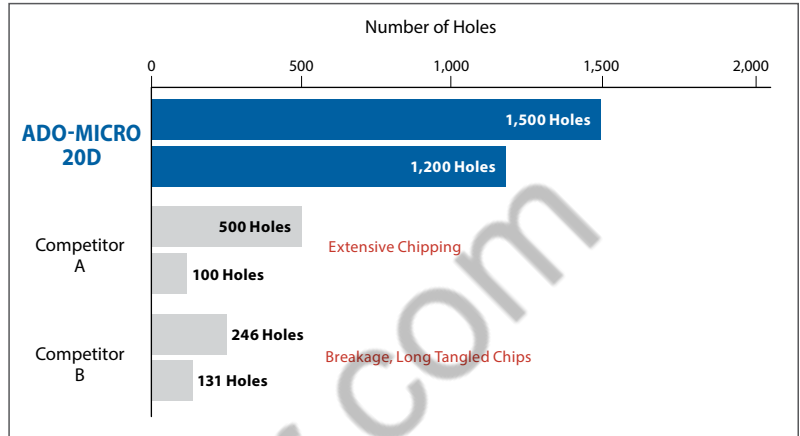 Number of Holes
0 500 1,000 1,500 2,000
ADO-MICRO
20D
1,500 Holes
1,200 Holes
Competitor
A
500 Holes
Extensive Chipping
100 Holes
Competitor
B
246 Holes
Breakage, Long Tangled Chips
131 Holes
.com